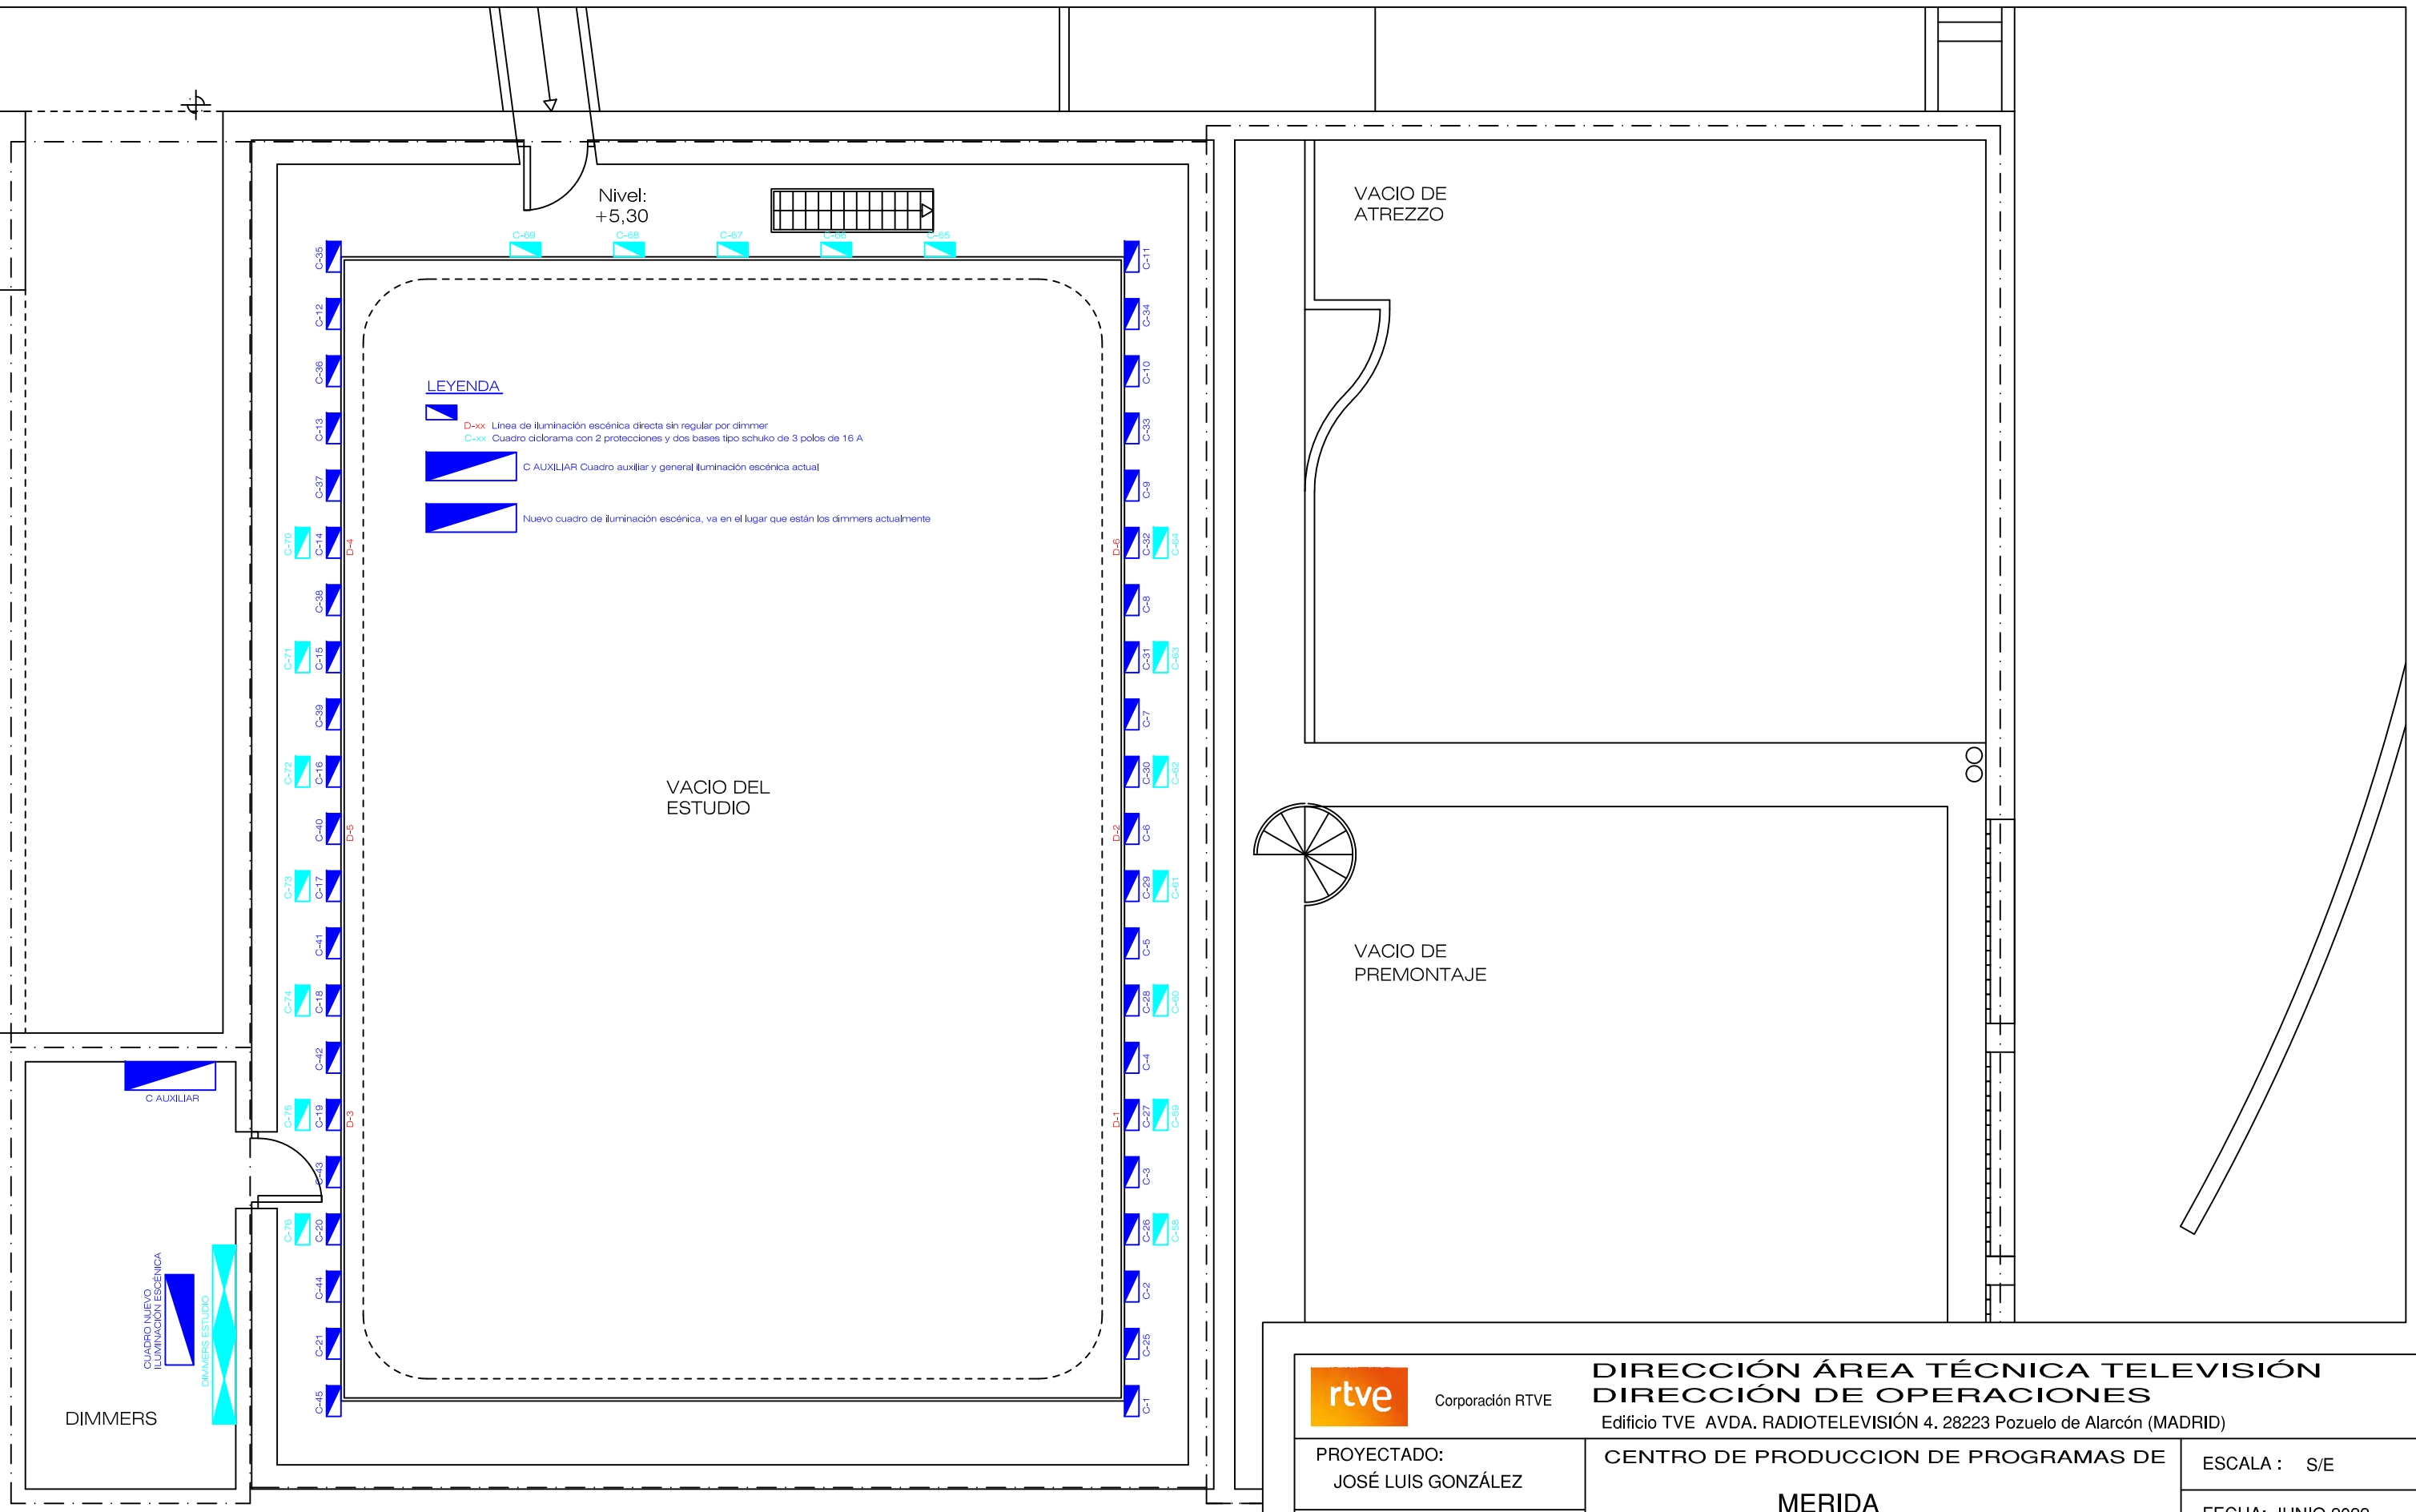 Nivel:
+5,30
VACIO DE
ATREZZO
C-69
C-68
C-67
C-66
C-65
C-35
C-12
C-36
C-13
C-37
C-70
C-14
D-4
C-38
C-71
C-15
C-39
C-72
C-16
C-40
D-5
C-73
C-17
C-41
C-74
C-18
C-42
C-75
C-19
D-3
C-43
C-76
C-20
C-44
C-21
C-45
LEYENDA
D-xx Línea de iluminación escénica directa sin regular por dimmer
C-xx Cuadro ciclorama con 2 protecciones y dos bases tipo schuko de 3 polos de 16 A
C AUXILIAR Cuadro auxiliar y general iluminación escénica actual
Nuevo cuadro de iluminación escénica, va en el lugar que están los dimmers actualmente
VACIO DEL
ESTUDIO
C-11
C-34
C-10
C-33
C-9
D-6
C-32
C-64
C-8
C-31
C-63
C-7
C-30
C-62
D-2
C-6
C-29
C-61
C-5
C-28
C-60
C-4
D-1
C-27
C-59
C-3
C-26
C-58
C-2
C-25
C-1
VACIO DE
PREMONTAJE
C AUXILIAR
CUADRO NUEVO
ILUMINACIÓN ESCÉNICA
DIMMERS ESTUDIO
DIMMERS
rtve
Corporación RTVE
DIRECCIÓN ÁREA TÉCNICA TELEVISIÓN
DIRECCIÓN DE OPERACIONES
Edificio TVE AVDA. RADIOTELEVISIÓN 4. 28223 Pozuelo de Alarcón (MADRID)
PROYECTADO:
JOSÉ LUIS GONZÁLEZ
CENTRO DE PRODUCCION DE PROGRAMAS DE
MERIDA
ESCALA : S/E
FECHA: JUNIO